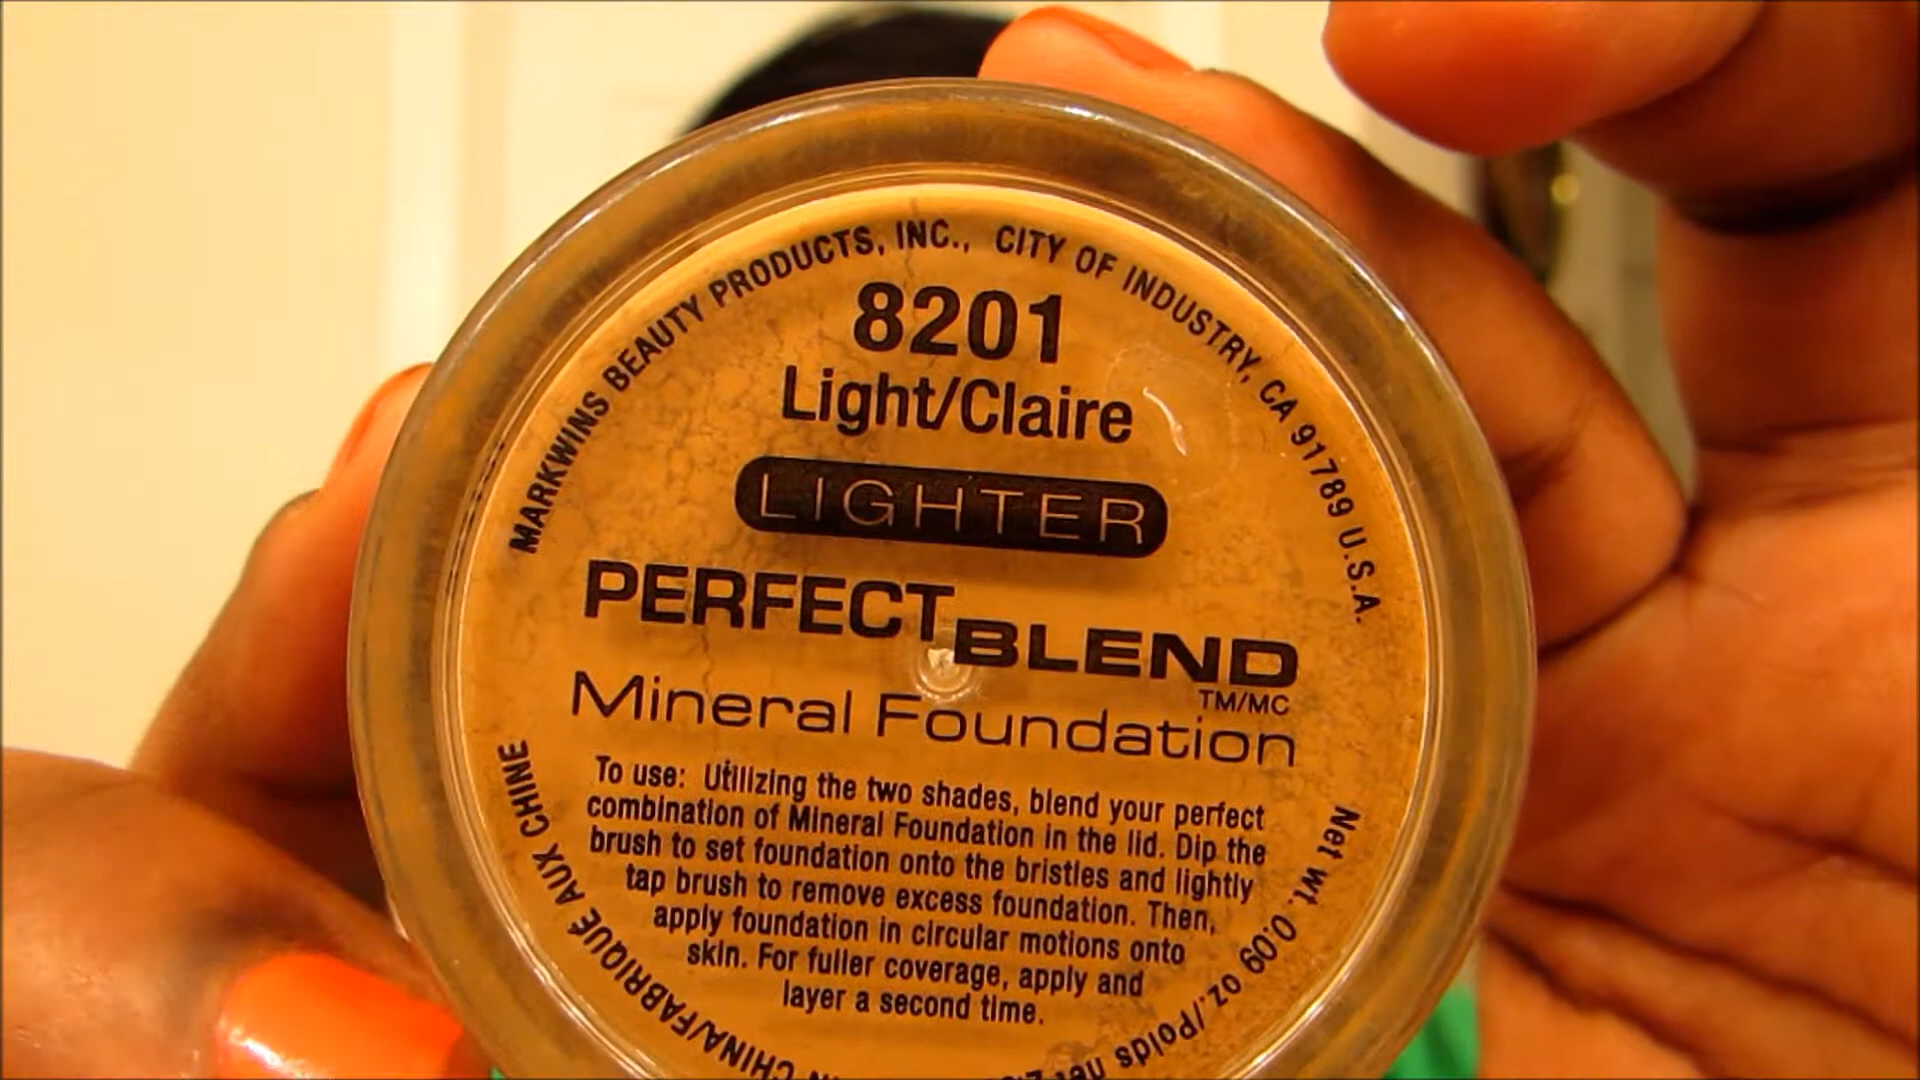 MARKWINS BEAUTY PRODUCTS, INC., CITY OF INDUSTRY, CA 91789 U.S.A.
8201
Light/Claire
LIGHTER
PERFECT BLEND
TM/MC
Mineral Foundation
To use: Utilizing the two shades, blend your perfect
combination of Mineral Foundation in the lid. Dip the
brush to set foundation onto the bristles and lightly
tap brush to remove excess foundation. Then,
apply foundation in circular motions onto
skin. For fuller coverage, apply and
layer a second time.
CHINA/FABRIQUÉ AUX CHINE
Net wt. 0.09 oz./Poids net